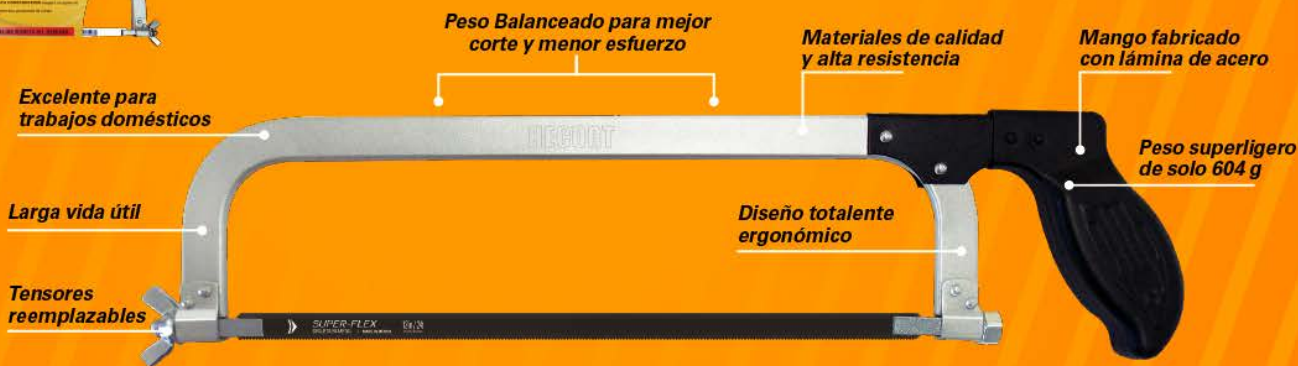 Peso Balanceado para mejor
corte y menor esfuerzo
Materiales de calidad
y alta resistencia
Mango fabricado
con lámina de acero
Excelente para
trabajos domésticos
HECORT
Peso superligero
de solo 604 g
Larga vida útil
Diseño totalente
ergonómico
Tensores
reemplazables
SUPER-FLEX